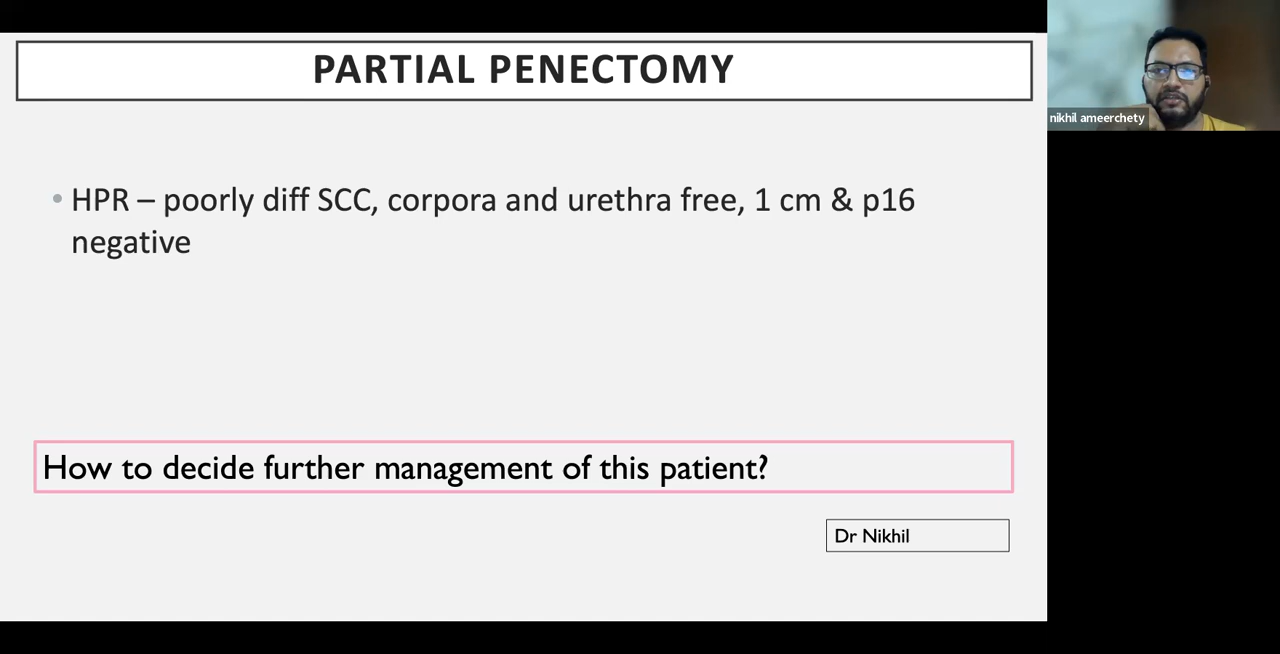 PARTIAL PENECTOMY
nikhil ameerchety
• HPR – poorly diff SCC, corpora and urethra free, 1 cm & p16
negative
How to decide further management of this patient?
Dr Nikhil